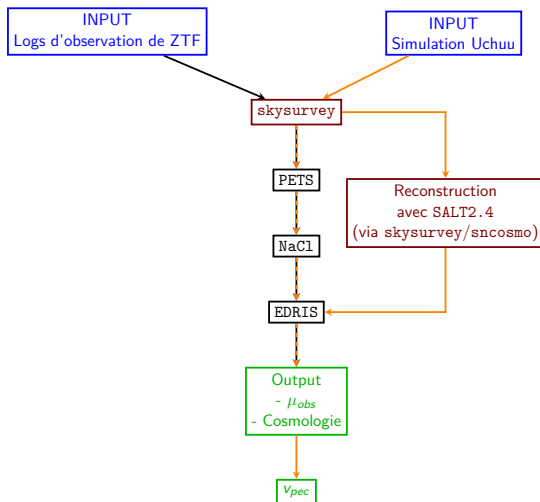 INPUT
Logs d'observation de ZTF
INPUT
Simulation Uchuu
skysurvey
PETS
Reconstruction
avec SALT2.4
(via skysurvey/sncosmo)
NaCl
EDRIS
Output
- μobs
- Cosmologie
vpec